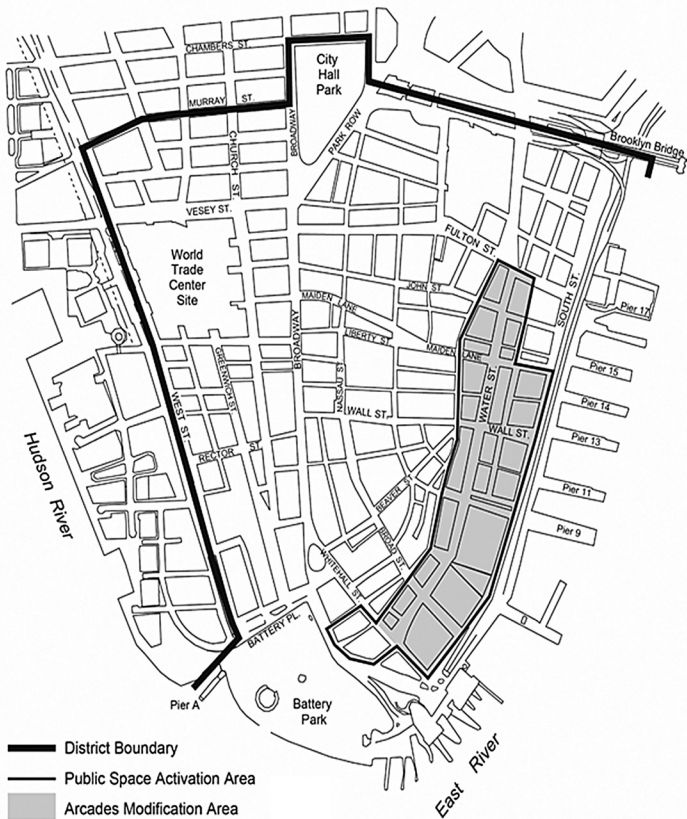 CHAMBERS ST.
City
Hall
Park
MURRAY ST.
BROADWAY
PARK ROW
CHURCH ST.
Brooklyn Bridge
VESEY ST.
FULTON ST.
World
Trade
Center
Site
JOHN ST
SOUTH ST.
MAIDEN LANE
Pier 17
BROADWAY
LIBERTY ST
MAIDEN LANE
GREENWICH ST
NASSAU ST
WATER ST.
Pier 15
WEST ST.
WALL ST.
Pier 14
WALL ST.
Pier 13
RECTOR ST
Hudson River
BEAVER ST
Pier 11
BROAD ST.
Pier 9
WHITEHALL ST.
BATTERY PL.
Pier A
Battery
Park
East River
District Boundary
Public Space Activation Area
Arcades Modification Area